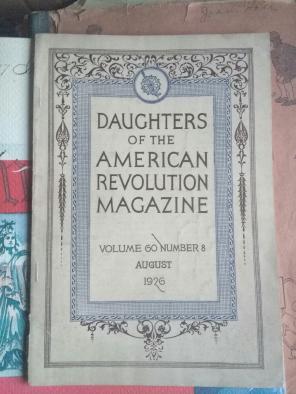 DAUGHTERS
OF THE
AMERICAN
REVOLUTION
MAGAZINE
VOLUME 60 NUMBER 8
AUGUST
1926